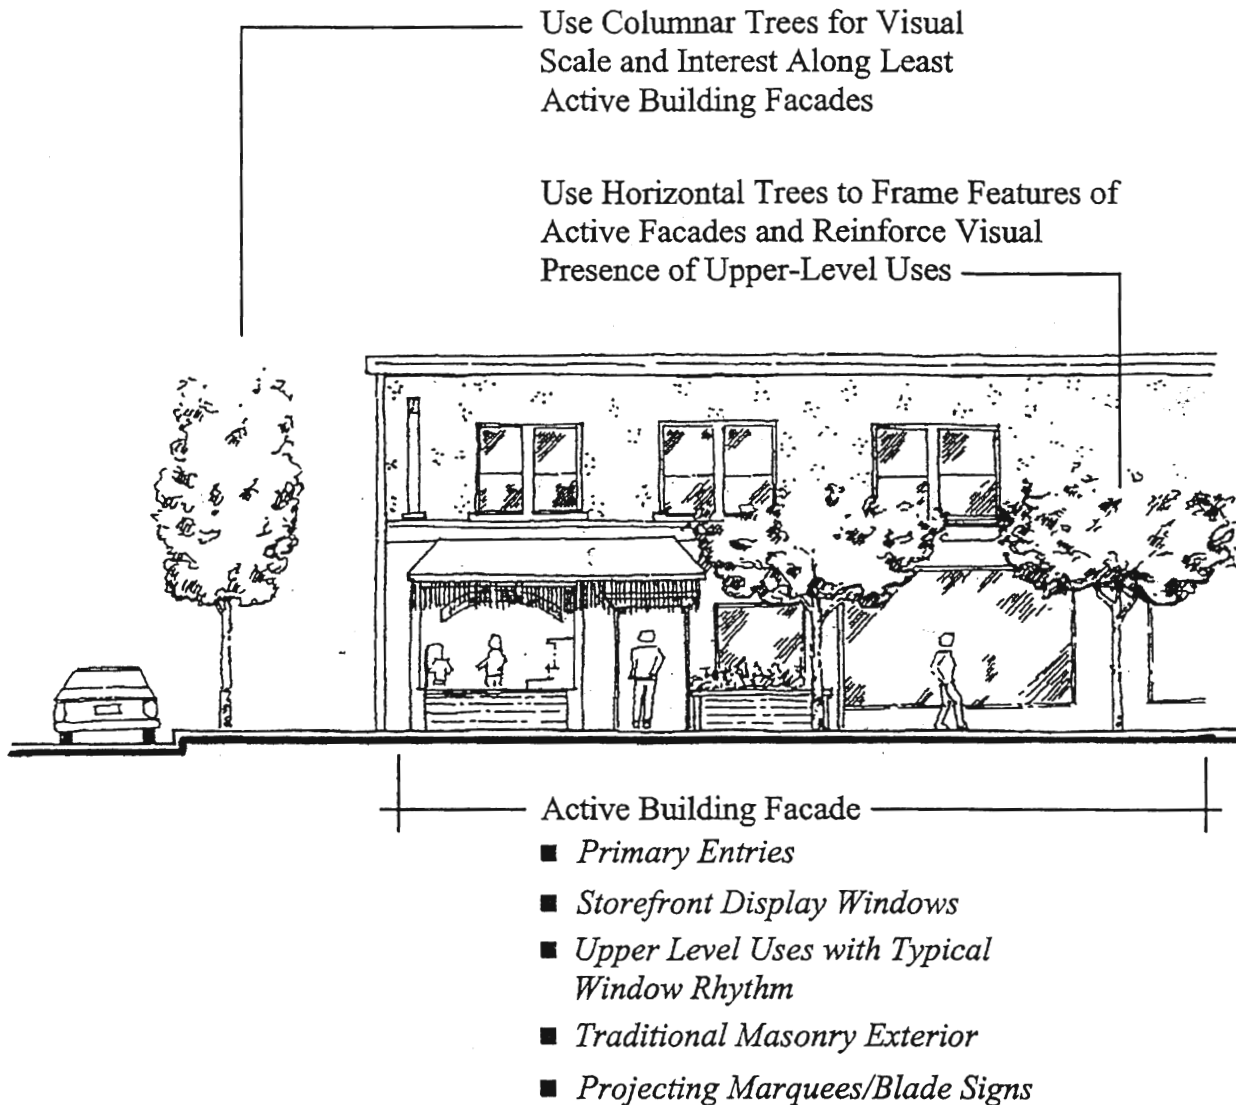 Use Columnar Trees for Visual
Scale and Interest Along Least
Active Building Facades
Use Horizontal Trees to Frame Features of
Active Facades and Reinforce Visual
Presence of Upper-Level Uses
Active Building Facade
■ Primary Entries
■ Storefront Display Windows
■ Upper Level Uses with Typical
Window Rhythm
■ Traditional Masonry Exterior
■ Projecting Marquees/Blade Signs